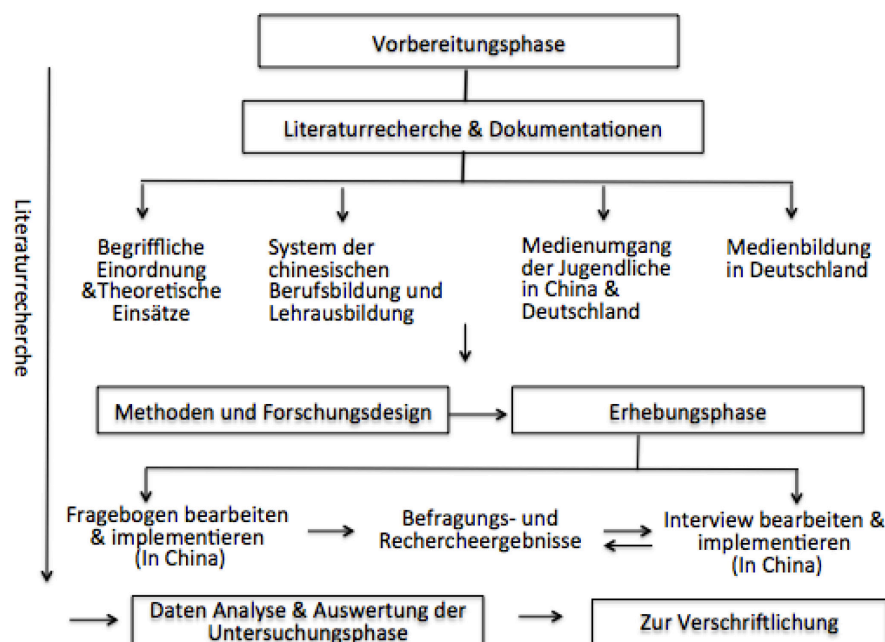 Vorbereitungsphase
Literaturrecherche & Dokumentationen
Literaturrecherche
Begriffliche
Einordnung
&Theoretische
Einsätze
System der
chinesischen
Berufsbildung und
Lehrausbildung
Medienumgang
der Jugendliche
in China &
Deutschland
Medienbildung
in Deutschland
Methoden und Forschungsdesign
Erhebungsphase
Fragebogen bearbeiten
& implementieren
(In China)
Befragungs- und
Rechercheergebnisse
Interview bearbeiten &
implementieren
(In China)
Daten Analyse & Auswertung der
Untersuchungsphase
Zur Verschriftlichung